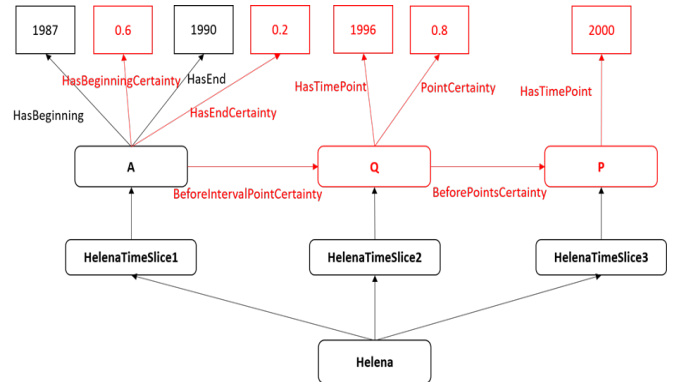 1987
0.6
1990
0.2
1996
0.8
2000
HasBeginningCertainty
HasEnd
HasTimePoint
PointCertainty
HasTimePoint
HasBeginning
HasEndCertainty
A
Q
P
BeforeIntervalPointCertainty
BeforePointsCertainty
HelenaTimeSlice1
HelenaTimeSlice2
HelenaTimeSlice3
Helena